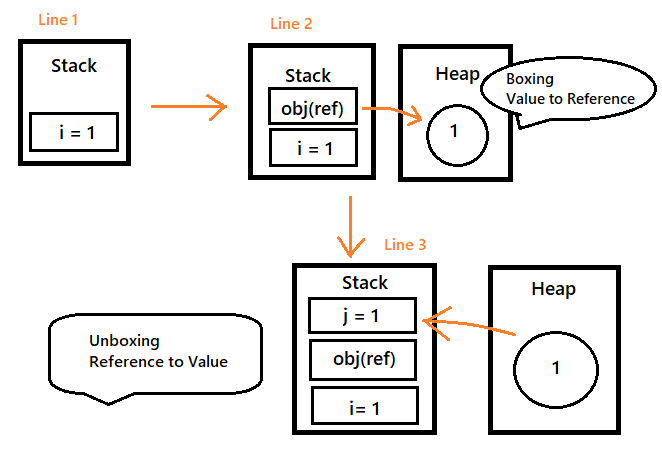 Line 1
Stack
i = 1
Line 2
Stack
obj(ref)
i = 1
Heap
1
Boxing
Value to Reference
Line 3
Stack
j = 1
obj(ref)
i= 1
Heap
1
Unboxing
Reference to Value